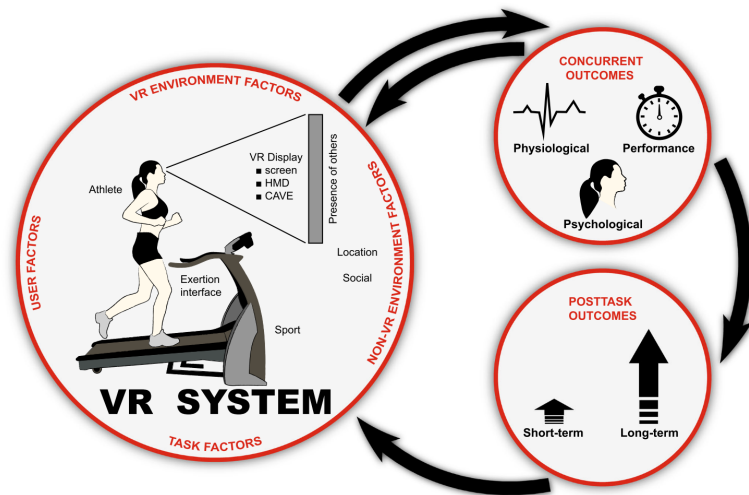 VR ENVIRONMENT FACTORS
USER FACTORS
Athlete
VR Display
screen
HMD
CAVE
Presence of others
NON-VR ENVIRONMENT FACTORS
Location
Social
Exertion
interface
Sport
VR SYSTEM
TASK FACTORS
CONCURRENT
OUTCOMES
Physiological
Performance
Psychological
POSTTASK
OUTCOMES
Short-term
Long-term